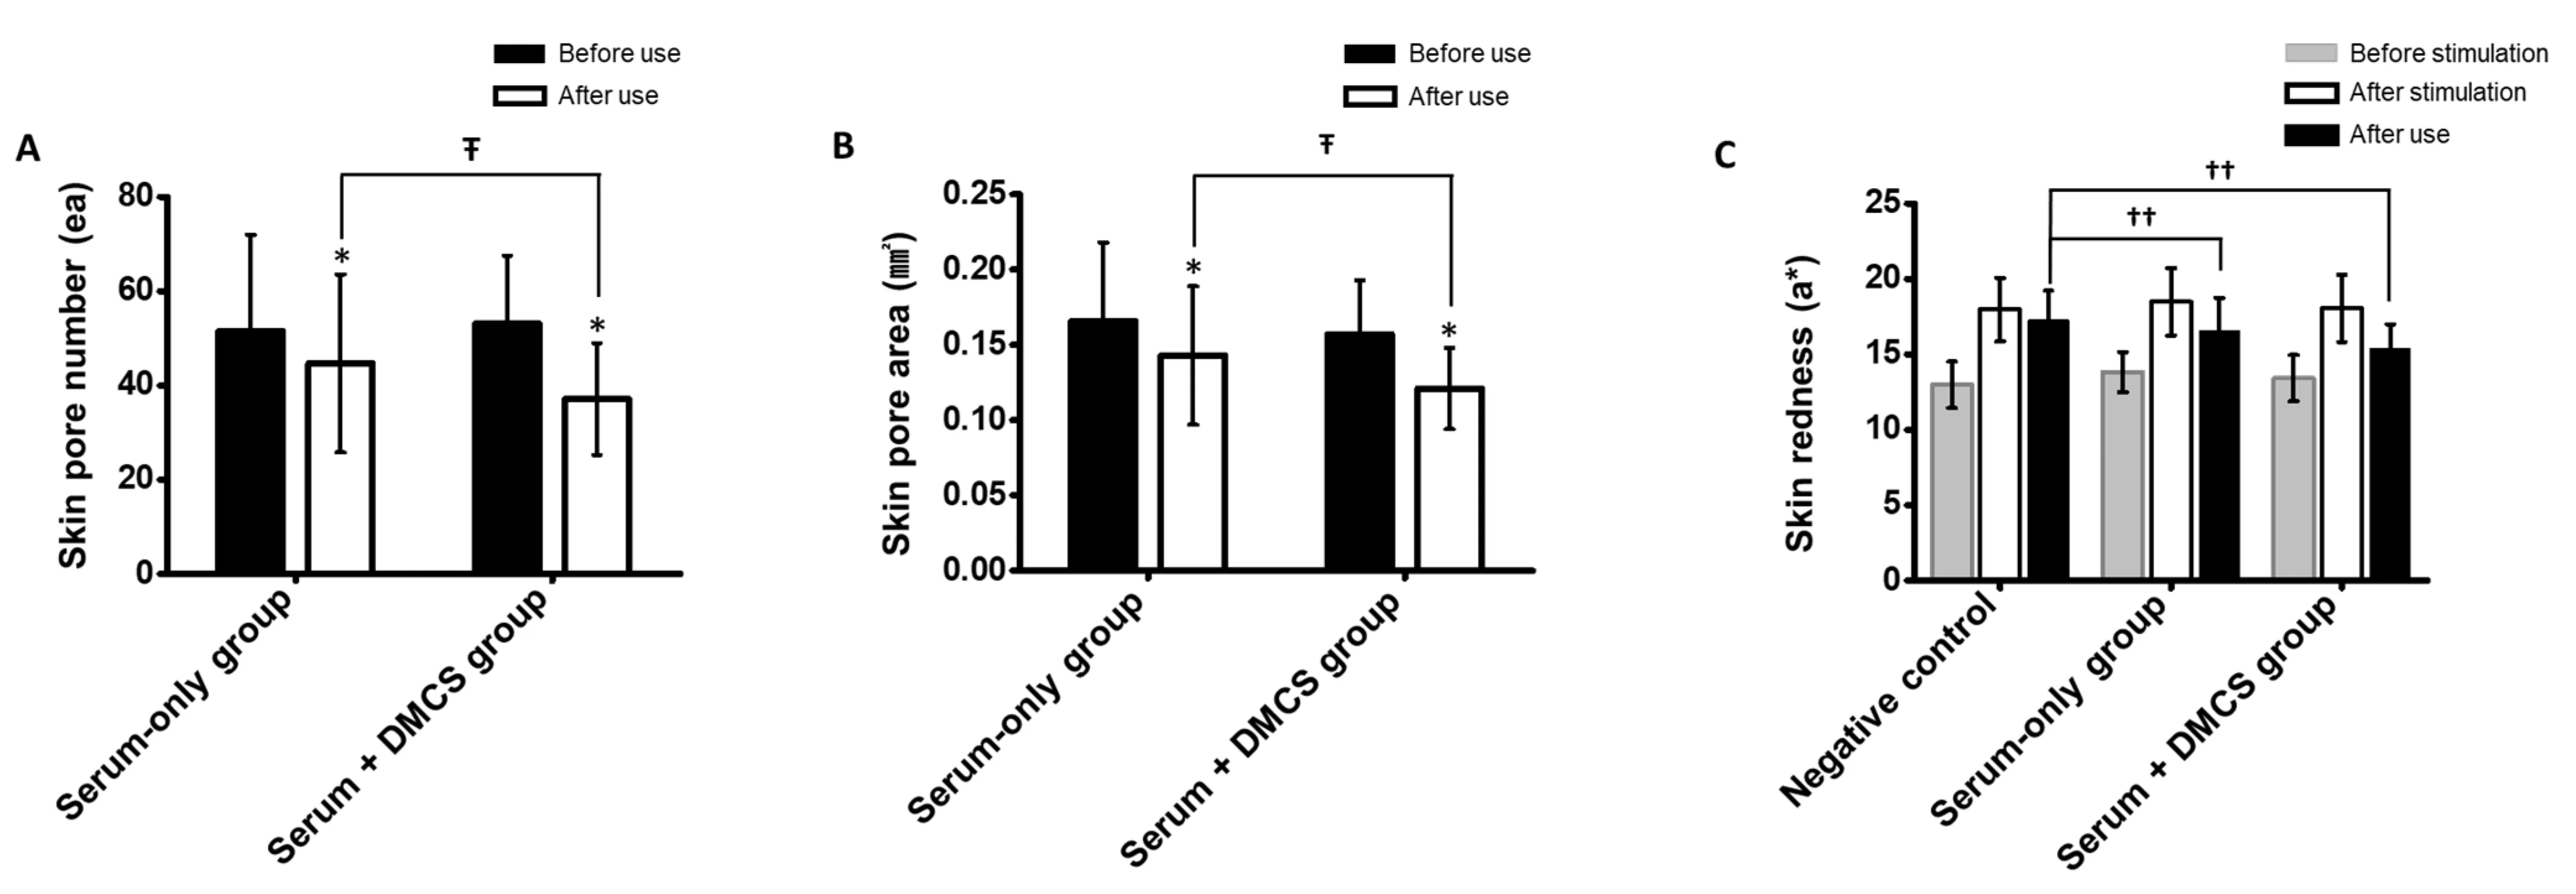 A
Before use
After use
Ŧ
Skin pore number (ea)
80
60
40
20
0
*
*
Serum-only group
Serum + DMCS group
B
Before use
After use
Ŧ
Skin pore area (㎟)
0.25
0.20
0.15
0.10
0.05
0.00
*
*
Serum-only group
Serum + DMCS group
C
Before stimulation
After stimulation
After use
††
††
Skin redness (a*)
25
20
15
10
5
0
Negative control
Serum-only group
Serum + DMCS group